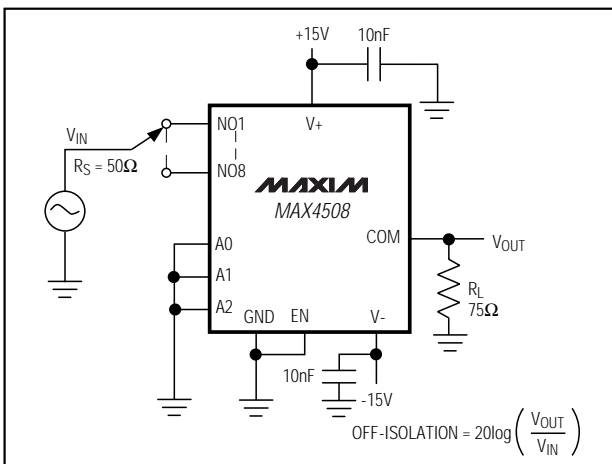 +15V
10nF
V_IN
R_S = 50Ω
NO1
NO8
V+
MAXIM
MAX4508
COM
V_OUT
A0
A1
A2
GND
EN
V-
R_L
75Ω
10nF
-15V
OFF-ISOLATION = 20log(V_OUT/V_IN)